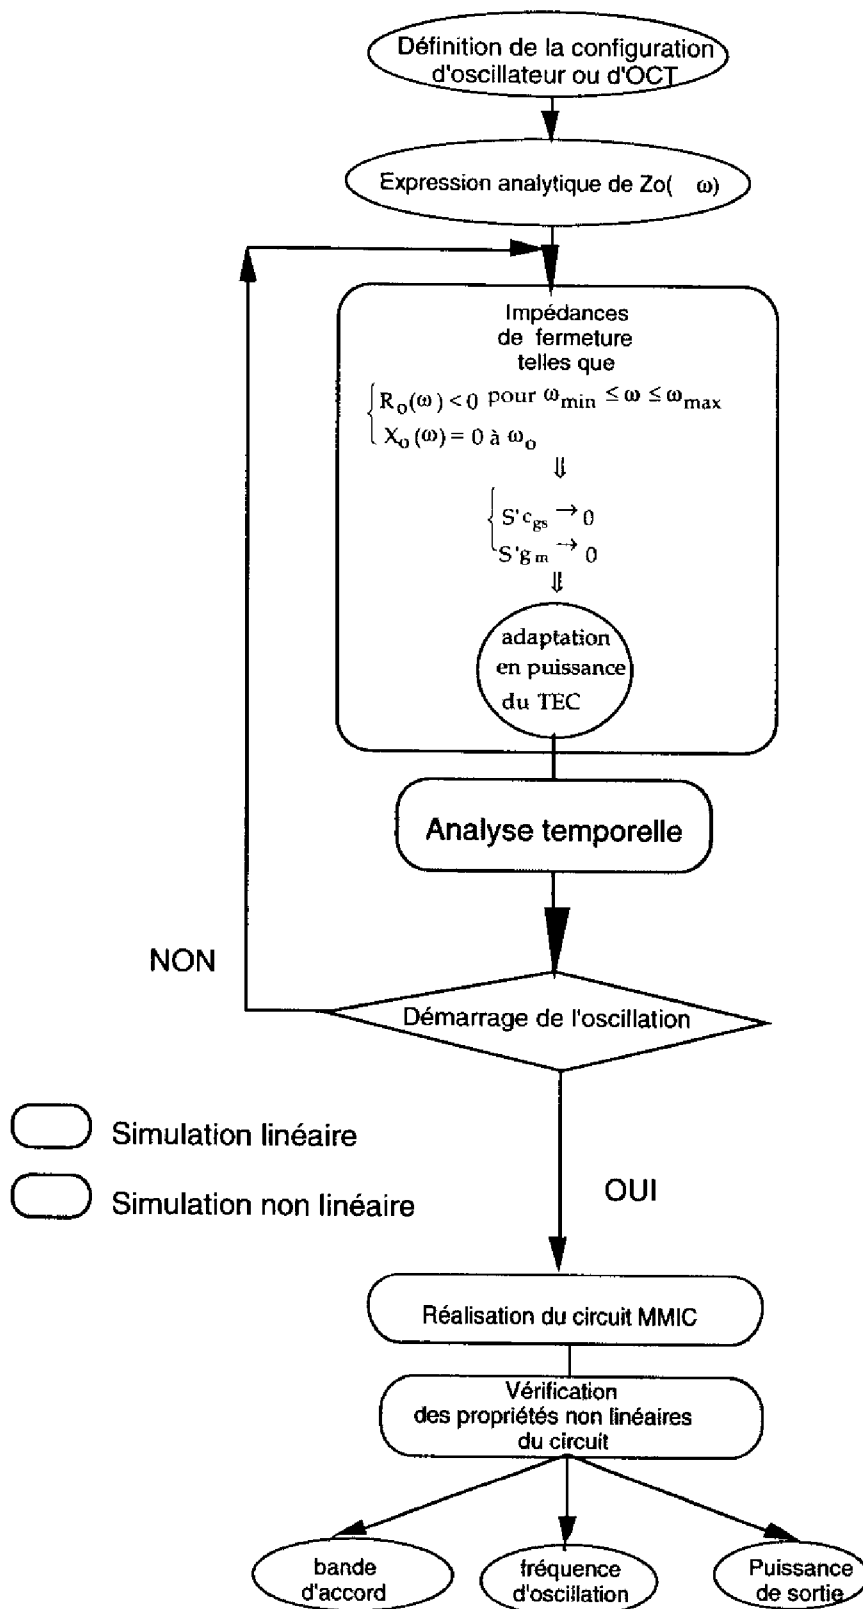 Définition de la configuration
d'oscillateur ou d'OCT
Expression analytique de Zo( ω)
Impédances
de fermeture
telles que
R₀(ω) < 0 pour ω_min ≤ ω ≤ ω_max
X₀(ω) = 0 à ω₀
⇓
S'c_gs → 0
S'g_m → 0
⇓
adaptation
en puissance
du TEC
Analyse temporelle
NON
Démarrage de l'oscillation
Simulation linéaire
Simulation non linéaire
OUI
Réalisation du circuit MMIC
Vérification
des propriétés non linéaires
du circuit
bande
d'accord
fréquence
d'oscillation
Puissance
de sortie